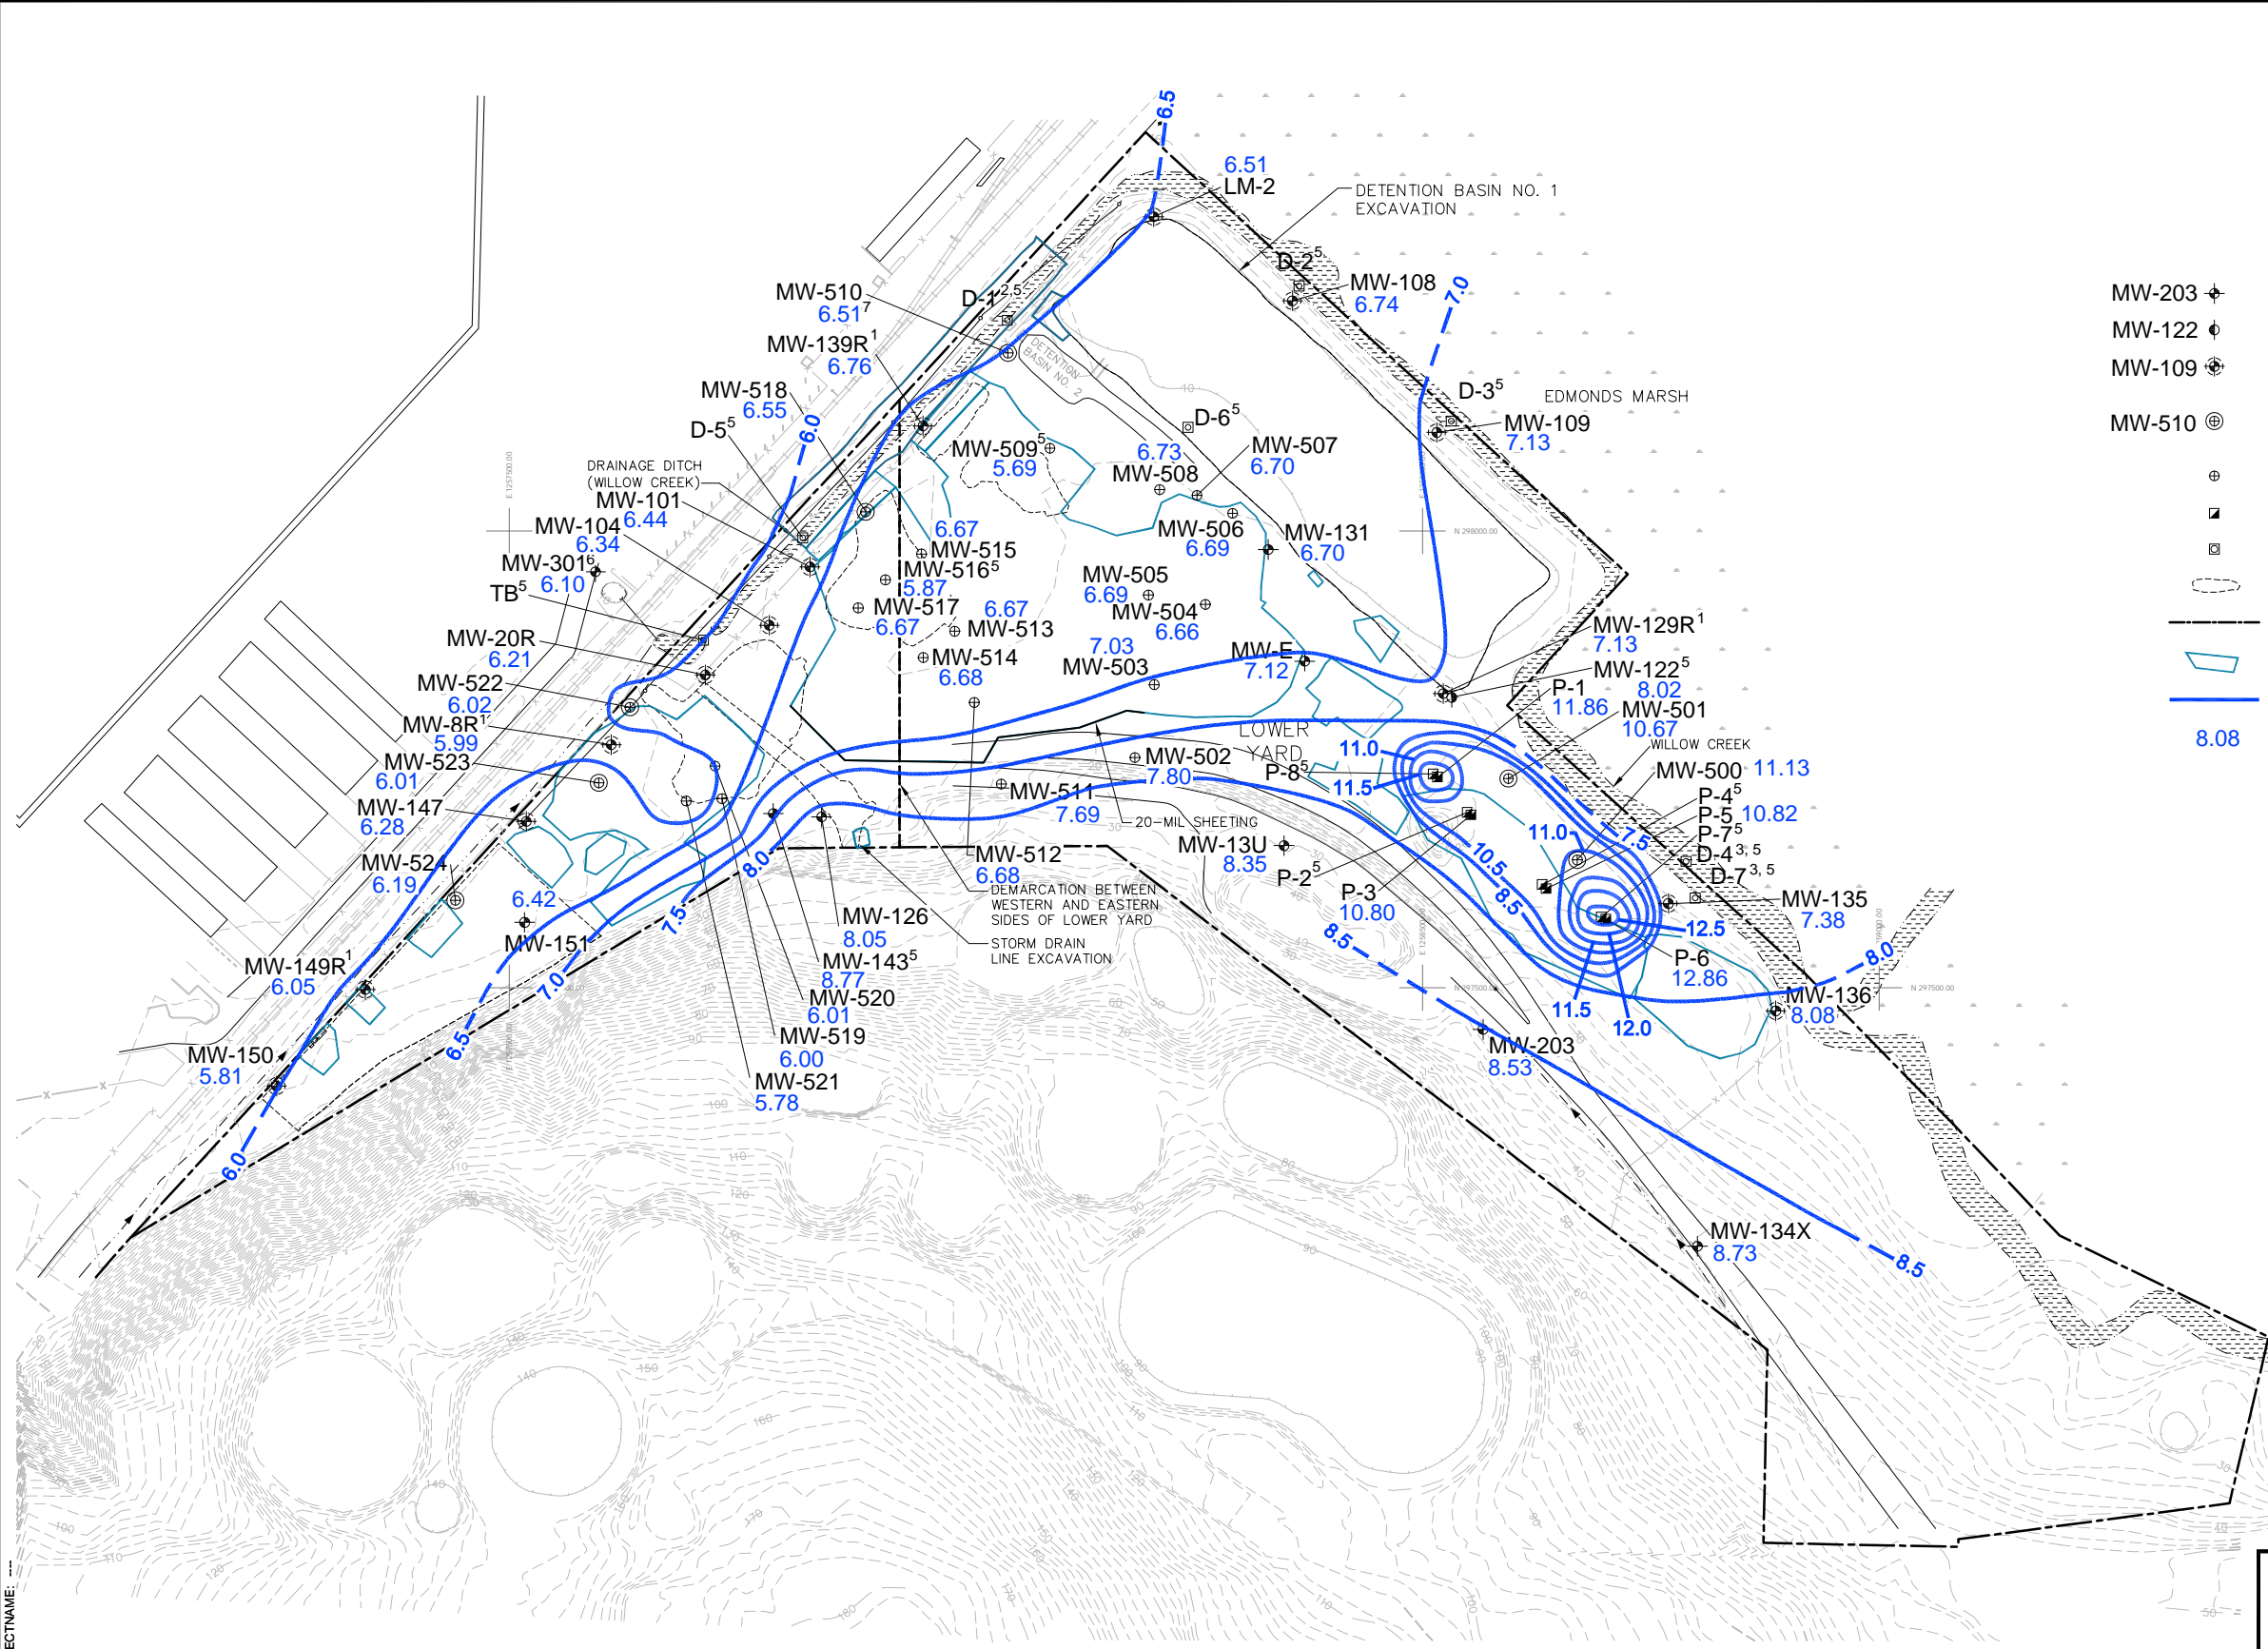 6.5
6.51
LM-2
DETENTION BASIN NO. 1
EXCAVATION
D-2⁵
MW-108
6.74
7.0
MW-510
6.51⁷
D-1²,⁵
MW-139R¹
6.76
DETENTION
BASIN NO. 2
MW-518
6.55
D-5⁵
6.0
D-3⁵
EDMONDS MARSH
MW-109
7.13
D-6⁵
MW-509⁵
5.69
6.73
MW-508
MW-507
6.70
DRAINAGE DITCH
(WILLOW CREEK)
MW-101
6.44
MW-104
6.34
MW-301⁶
6.10
TB⁵
E 1257500.00
N 298000.00
6.67
MW-515
MW-516⁵
5.87
MW-517
6.67
MW-506
6.69
MW-131
6.70
MW-505
6.69
MW-504
6.66
6.67
MW-513
MW-514
6.68
7.03
MW-503
MW-E
7.12
MW-129R¹
7.13
MW-122⁵
8.02
P-1
11.86
MW-501
10.67
WILLOW CREEK
MW-500 11.13
P-4⁵
P-5 10.82
P-7⁵
D-4³,⁵
D-7³,⁵
MW-135
7.38
MW-20R
6.21
MW-522
6.02
MW-8R¹
5.99
MW-523
6.01
MW-147
6.28
MW-524
6.19
6.42
MW-151
MW-149R¹
6.05
MW-150
5.81
6.0
6.5
7.0
7.5
8.0
LOWER
YARD
MW-502
7.80
MW-511
7.69
20-MIL SHEETING
P-8⁵
11.0
11.5
MW-13U
8.35
P-2⁵
P-3
10.80
10.5
8.5
8.5
11.0
7.5
12.5
P-6
12.86
11.5
12.0
8.0
MW-136
8.08
N 297500.00
MW-512
6.68
DEMARCATION BETWEEN
WESTERN AND EASTERN
SIDES OF LOWER YARD
STORM DRAIN
LINE EXCAVATION
MW-126
8.05
MW-143⁵
8.77
MW-520
6.01
MW-519
6.00
MW-521
5.78
MW-203
8.53
MW-134X
8.73
8.5
MW-203
MW-122
MW-109
MW-510
8.08
ECTNAME: ----